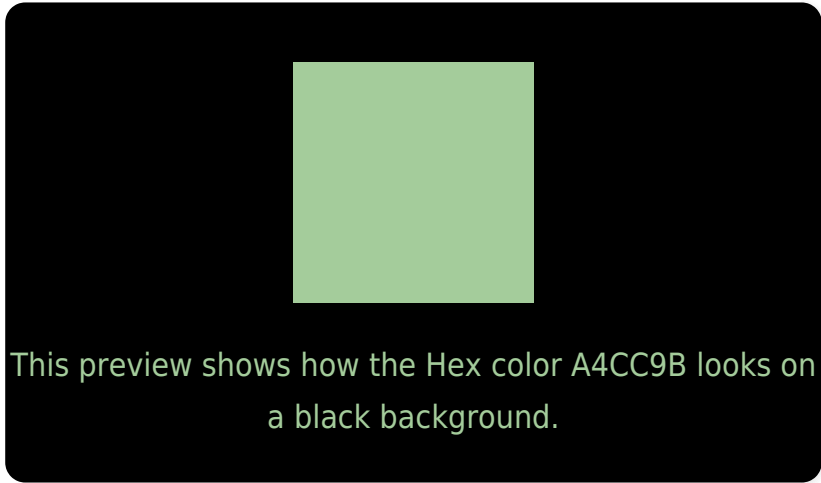 This preview shows how the Hex color A4CC9B looks on
a black background.